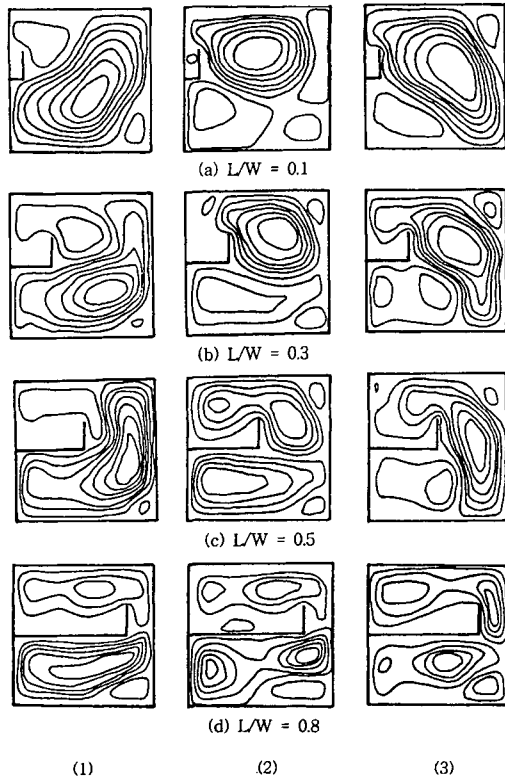 (a) L/W = 0.1
(b) L/W = 0.3
(c) L/W = 0.5
(d) L/W = 0.8
(1) (2) (3)